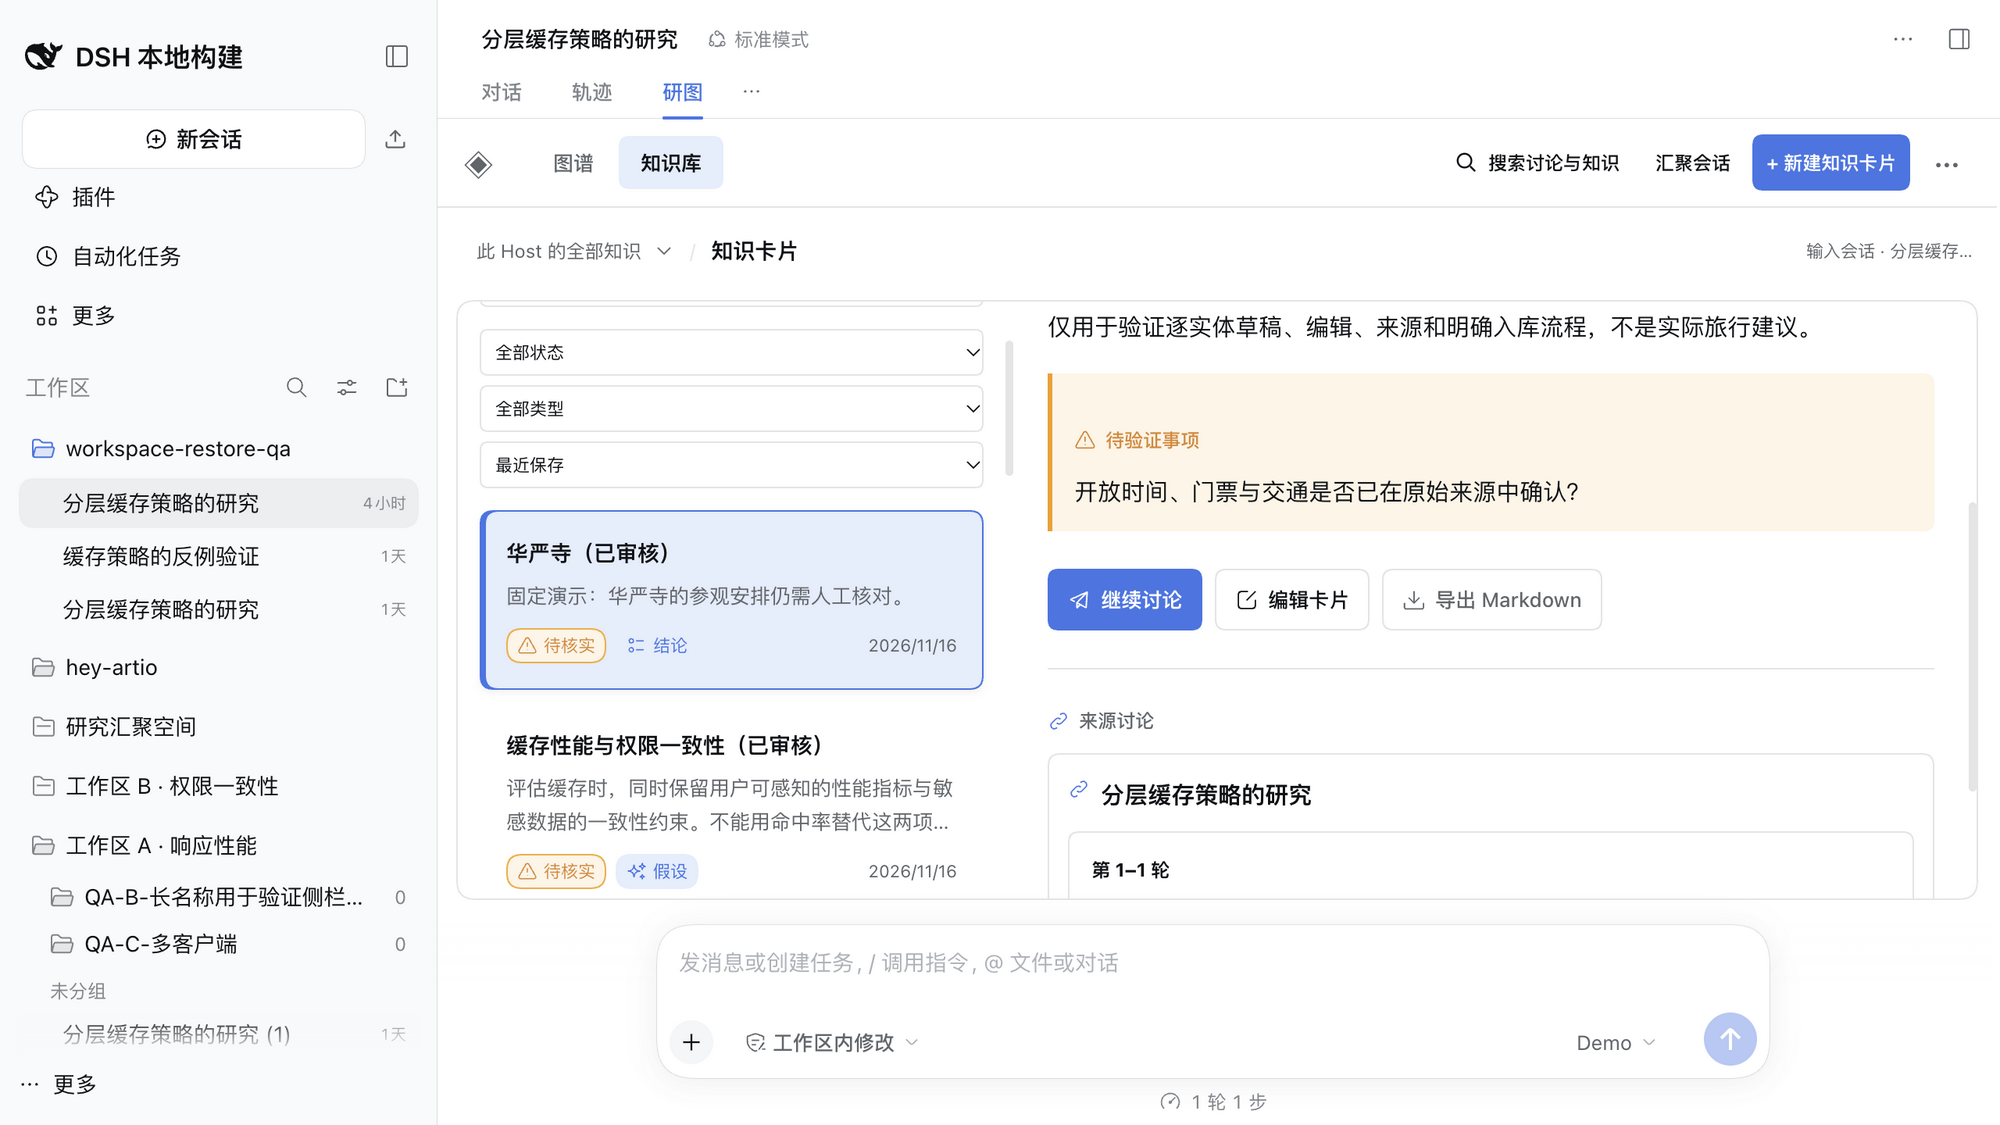 DSH 本地构建
新会话
插件
自动化任务
更多
工作区
workspace-restore-qa
分层缓存策略的研究 4小时
缓存策略的反例验证 1天
分层缓存策略的研究 1天
hey-artio
研究汇聚空间
工作区 B · 权限一致性
工作区 A · 响应性能
QA-B-长名称用于验证侧栏... 0
QA-C-多客户端 0
未分组
分层缓存策略的研究 (1) 1天
··· 更多
分层缓存策略的研究 标准模式
对话 轨迹 研图 ···
图谱 知识库
搜索讨论与知识 汇聚会话 + 新建知识卡片
此 Host 的全部知识 / 知识卡片
输入会话 · 分层缓存...
全部状态
全部类型
最近保存
华严寺（已审核）
固定演示：华严寺的参观安排仍需人工核对。
待核实 结论 2026/11/16
缓存性能与权限一致性（已审核）
评估缓存时，同时保留用户可感知的性能指标与敏
感数据的一致性约束。不能用命中率替代这两项...
待核实 假设 2026/11/16
仅用于验证逐实体草稿、编辑、来源和明确入库流程，不是实际旅行建议。
待验证事项
开放时间、门票与交通是否已在原始来源中确认？
继续讨论 编辑卡片 导出 Markdown
来源讨论
分层缓存策略的研究
第 1–1 轮
发消息或创建任务, / 调用指令, @ 文件或对话
工作区内修改
Demo
1 轮 1 步